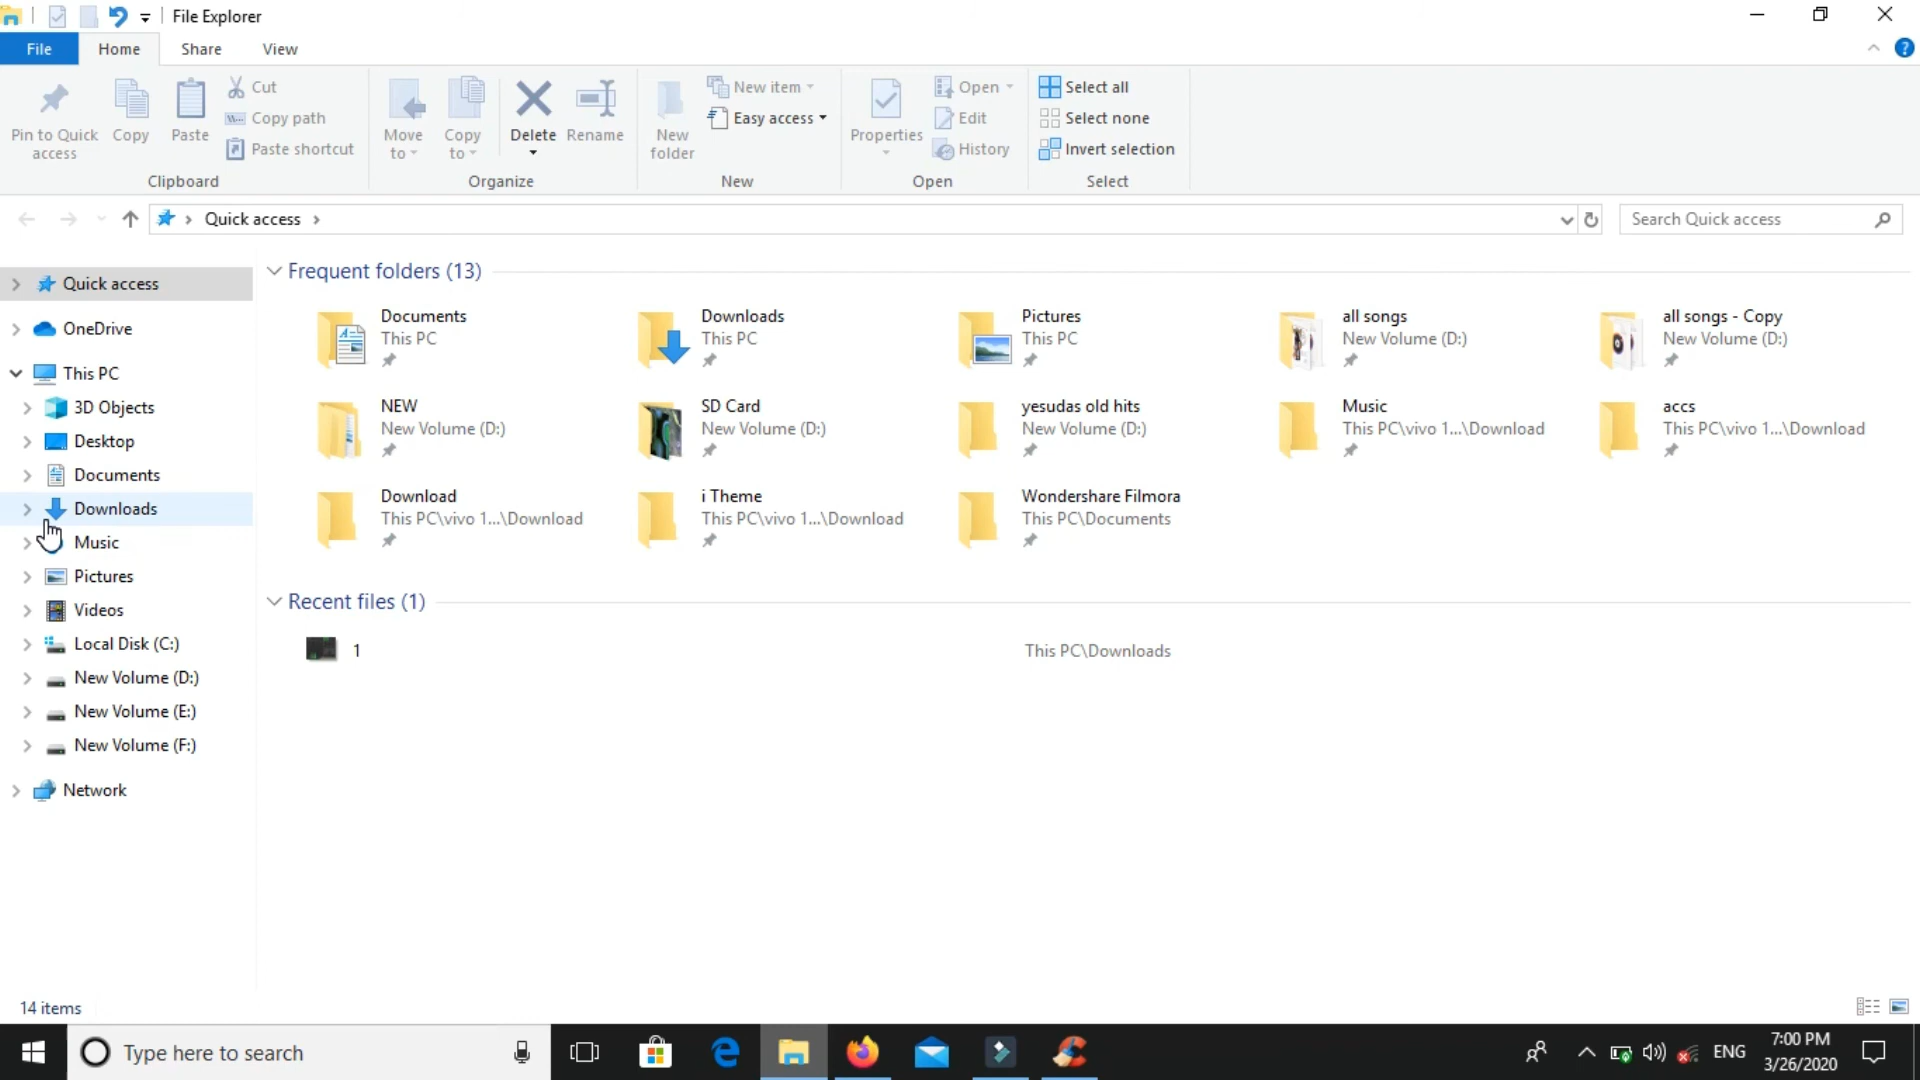 File Explorer
File Home Share View
Pin to Quick access
Copy
Paste
Cut
Copy path
Paste shortcut
Clipboard
Move to
Copy to
Delete
Rename
Organize
New folder
New item
Easy access
New
Properties
Open
Edit
History
Open
Select all
Select none
Invert selection
Select
Quick access
Search Quick access
Quick access
OneDrive
This PC
3D Objects
Desktop
Documents
Downloads
Music
Pictures
Videos
Local Disk (C:)
New Volume (D:)
New Volume (E:)
New Volume (F:)
Network
Frequent folders (13)
Documents
This PC
Downloads
This PC
Pictures
This PC
all songs
New Volume (D:)
all songs - Copy
New Volume (D:)
NEW
New Volume (D:)
SD Card
New Volume (D:)
yesudas old hits
New Volume (D:)
Music
This PC\vivo 1...\Download
accs
This PC\vivo 1...\Download
Download
This PC\vivo 1...\Download
i Theme
This PC\vivo 1...\Download
Wondershare Filmora
This PC\Documents
Recent files (1)
1 This PC\Downloads
14 items
Type here to search
ENG
7:00 PM
3/26/2020